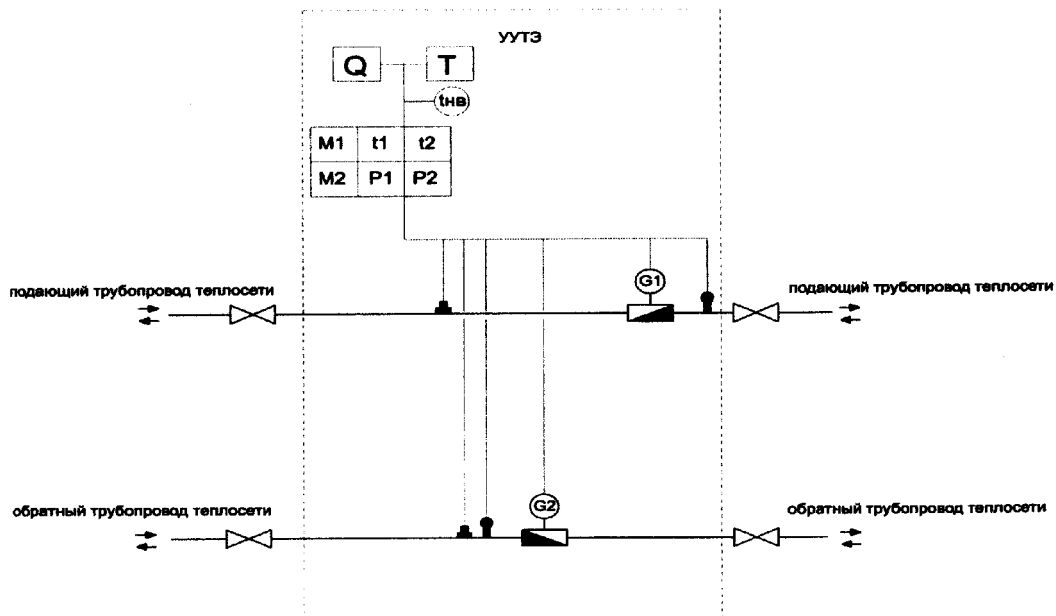 УУТЭ
Q T
tнв
M1 t1 t2
M2 P1 P2
G1
подающий трубопровод теплосети
подающий трубопровод теплосети
G2
обратный трубопровод теплосети
обратный трубопровод теплосети